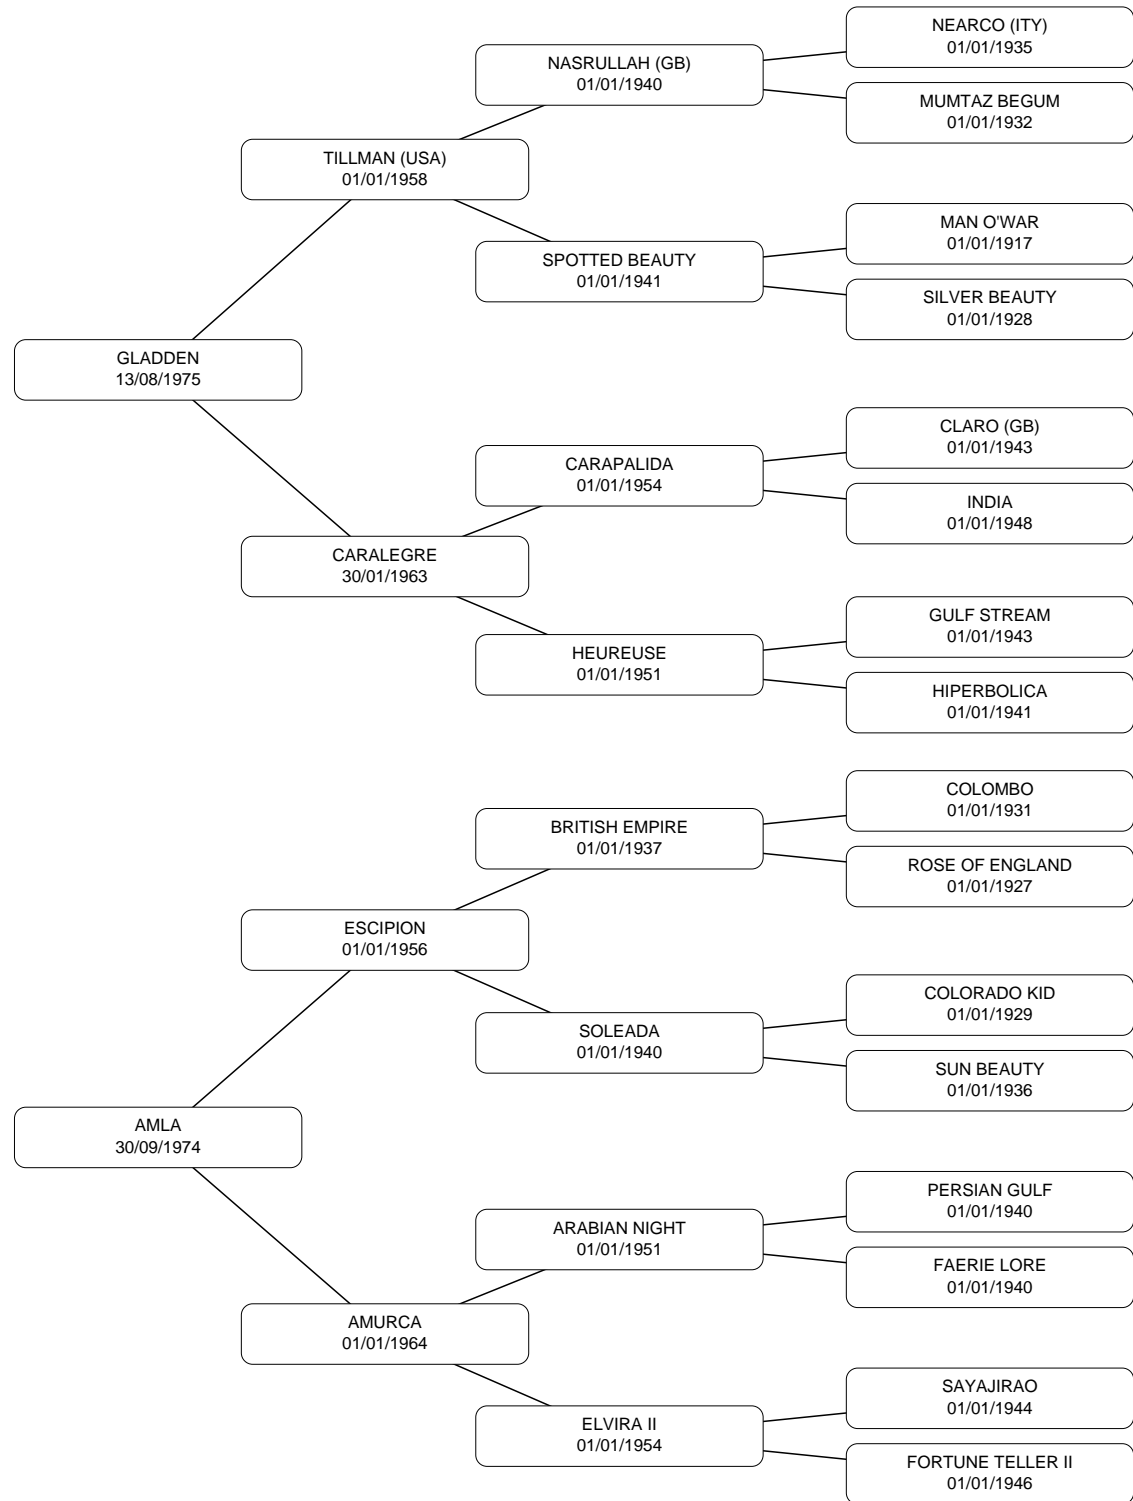 NEARCO (ITY)
01/01/1935
NASRULLAH (GB)
01/01/1940
MUMTAZ BEGUM
01/01/1932
TILLMAN (USA)
01/01/1958
MAN O'WAR
01/01/1917
SPOTTED BEAUTY
01/01/1941
SILVER BEAUTY
01/01/1928
GLADDEN
13/08/1975
CLARO (GB)
01/01/1943
CARAPALIDA
01/01/1954
INDIA
01/01/1948
CARALEGRE
30/01/1963
GULF STREAM
01/01/1943
HEUREUSE
01/01/1951
HIPERBOLICA
01/01/1941
COLOMBO
01/01/1931
BRITISH EMPIRE
01/01/1937
ROSE OF ENGLAND
01/01/1927
ESCIPION
01/01/1956
COLORADO KID
01/01/1929
SOLEADA
01/01/1940
SUN BEAUTY
01/01/1936
AMLA
30/09/1974
PERSIAN GULF
01/01/1940
ARABIAN NIGHT
01/01/1951
FAERIE LORE
01/01/1940
AMURCA
01/01/1964
SAYAJIRAO
01/01/1944
ELVIRA II
01/01/1954
FORTUNE TELLER II
01/01/1946